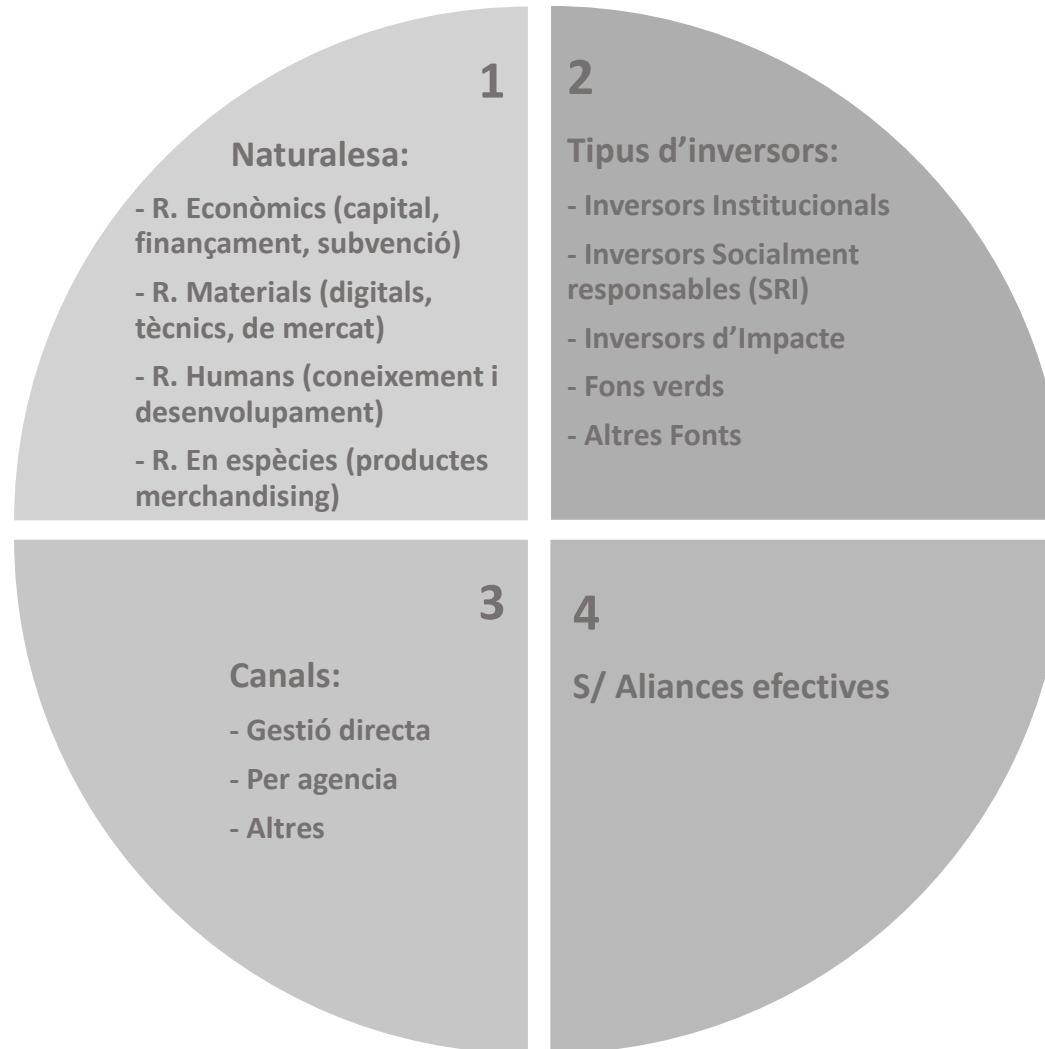 1
Naturalesa:
- R. Econòmics (capital,
finançament, subvenció)
- R. Materials (digitals,
tècnics, de mercat)
- R. Humans (coneixement i
desenvolupament)
- R. En espècies (productes
merchandising)
2
Tipus d’inversors:
- Inversors Institucionals
- Inversors Socialment
responsables (SRI)
- Inversors d’Impacte
- Fons verds
- Altres Fonts
3
Canals:
- Gestió directa
- Per agencia
- Altres
4
S/ Aliances efectives